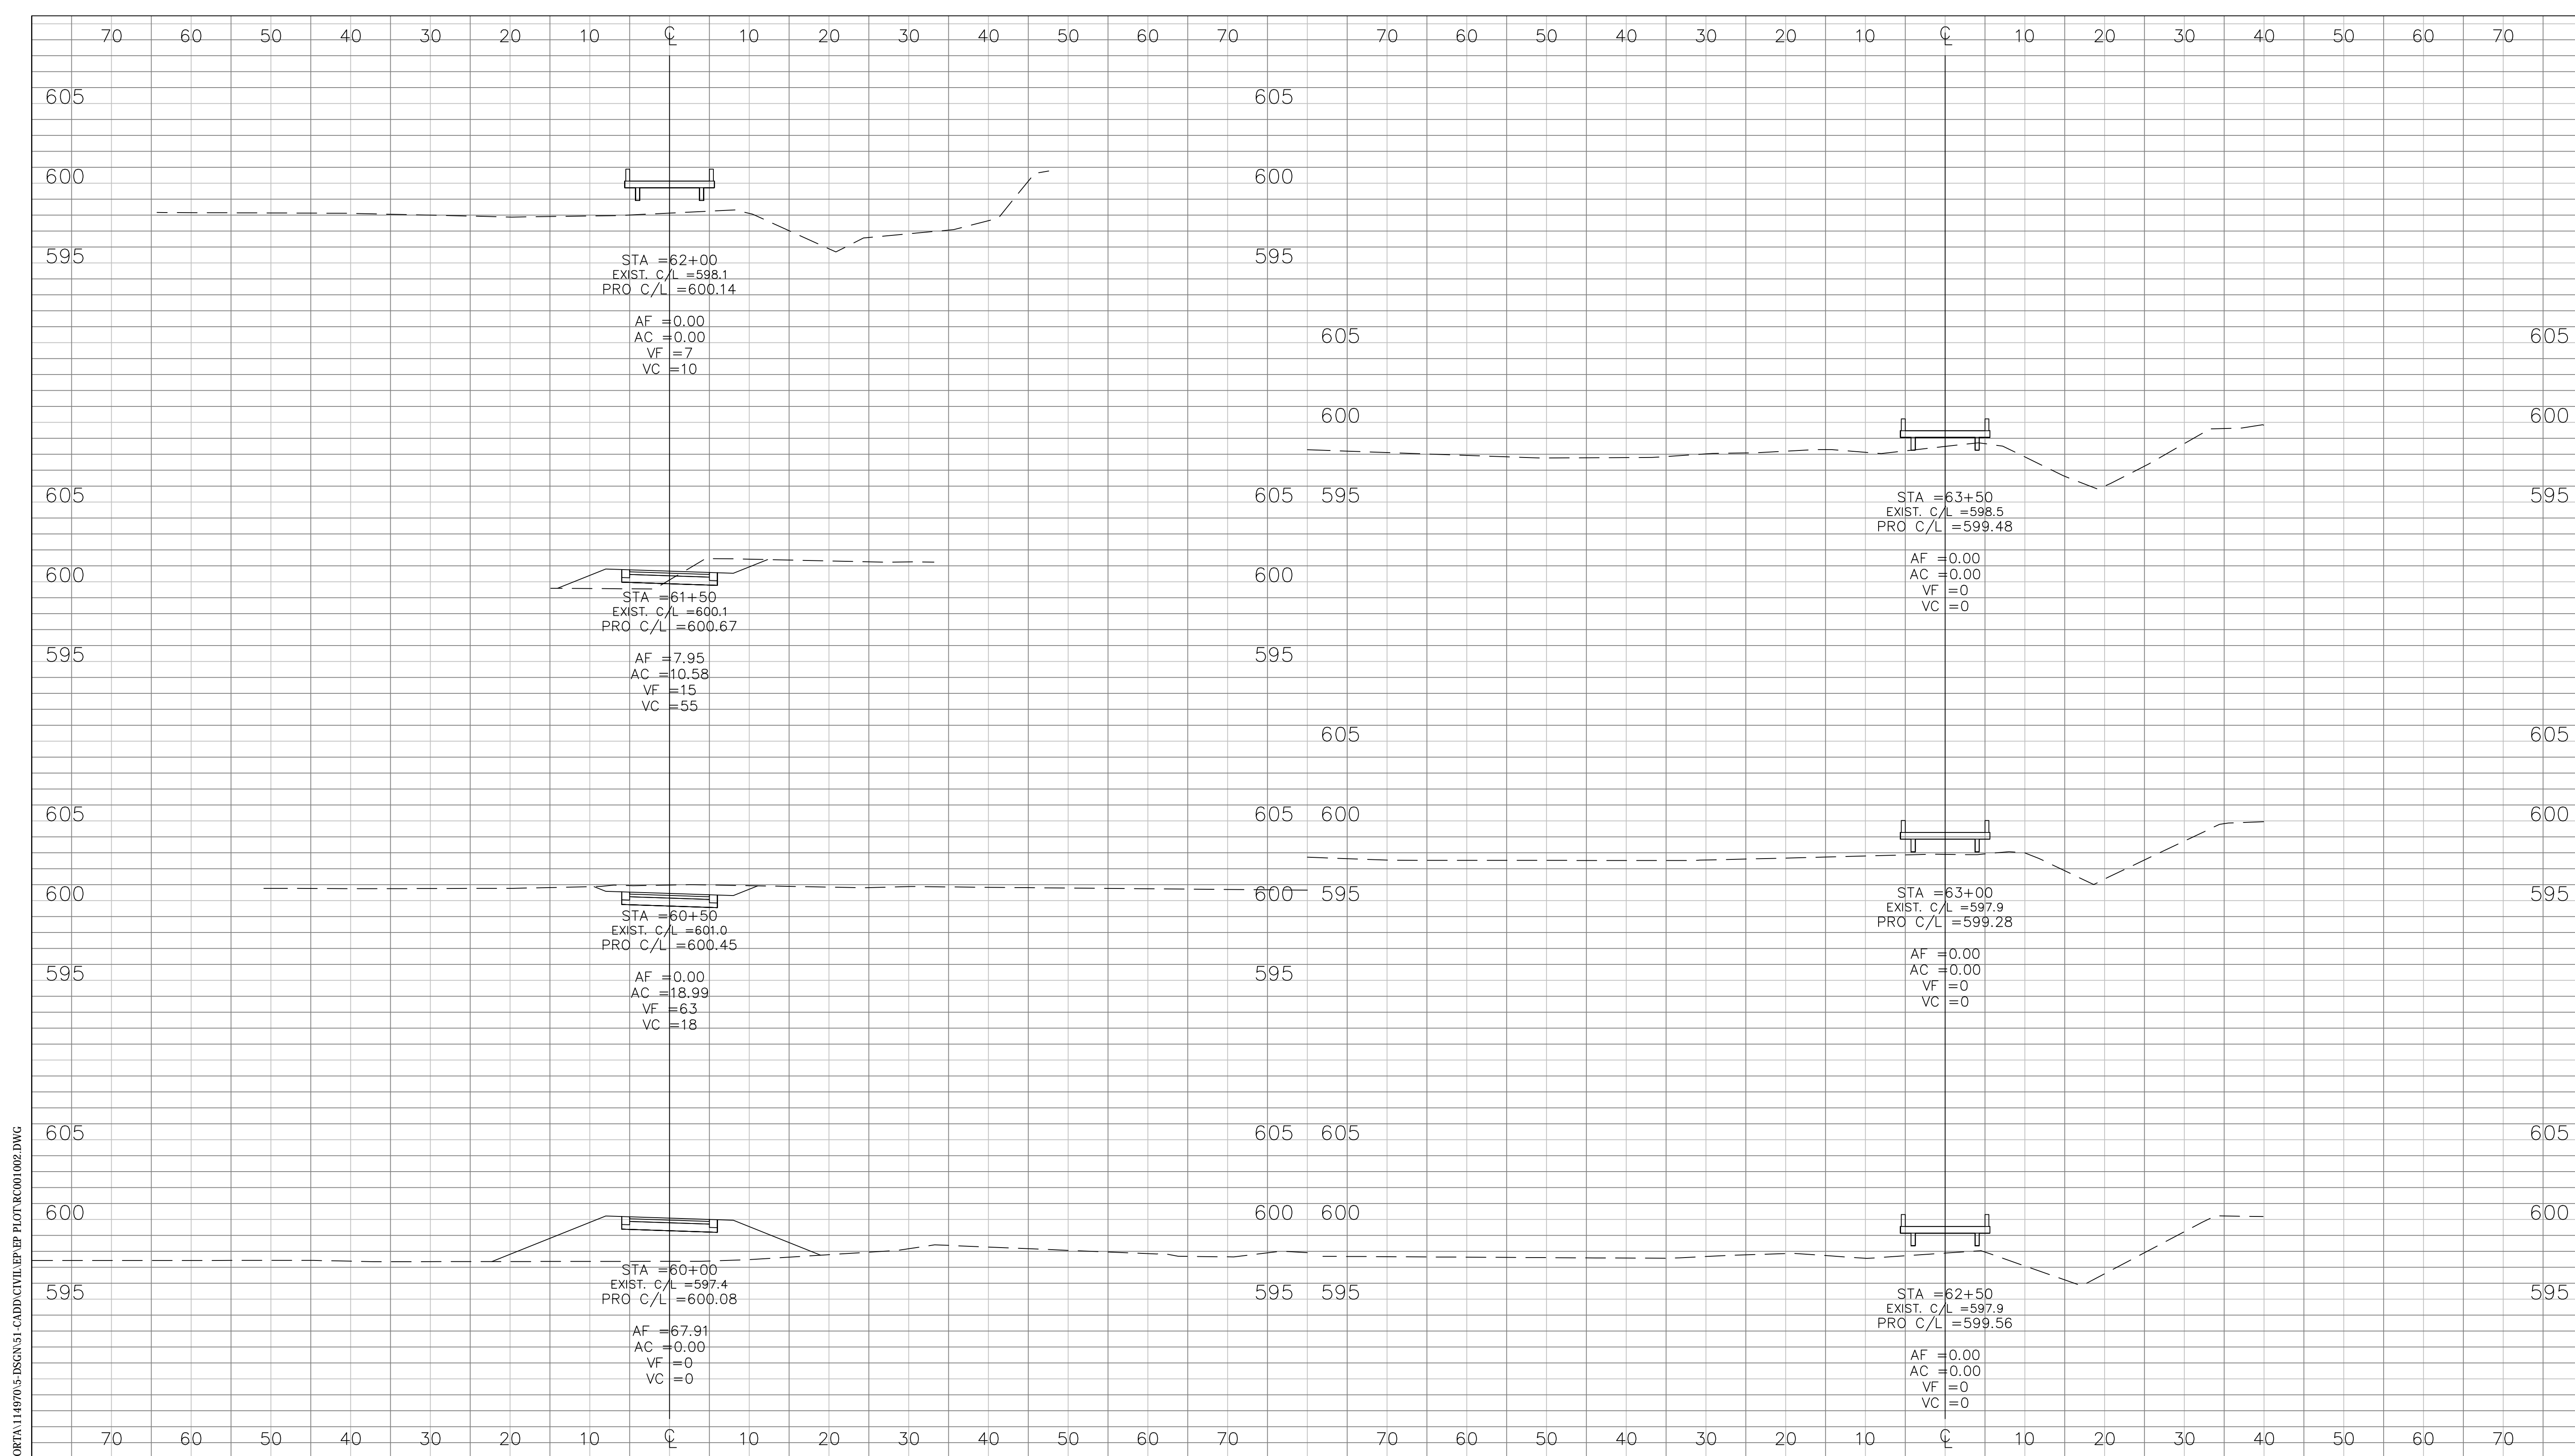 70 60 50 40 30 20 10 ℄ 10 20 30 40 50 60 70 70 60 50 40 30 20 10 ℄ 10 20 30 40 50 60 70
605 605
600 600
595 595
STA =62+00
EXIST. C/L =598.1
PRO C/L =600.14
AF =0.00
AC =0.00
VF =7
VC =10
605 605
600 600
595 595
STA =61+50
EXIST. C/L =600.1
PRO C/L =600.67
AF =7.95
AC =10.58
VF =15
VC =55
605 605
600 600
595 595
STA =60+50
EXIST. C/L =601.0
PRO C/L =600.45
AF =0.00
AC =18.99
VF =63
VC =18
605 605
600 600
595 595
STA =60+00
EXIST. C/L =597.4
PRO C/L =600.08
AF =67.91
AC =0.00
VF =0
VC =0
605 605
600 600
595 595
STA =63+50
EXIST. C/L =598.5
PRO C/L =599.48
AF =0.00
AC =0.00
VF =0
VC =0
605 605
600 600
595 595
STA =63+00
EXIST. C/L =597.9
PRO C/L =599.28
AF =0.00
AC =0.00
VF =0
VC =0
605 605
600 600
595 595
STA =62+50
EXIST. C/L =597.9
PRO C/L =599.56
AF =0.00
AC =0.00
VF =0
VC =0
70 60 50 40 30 20 10 ℄ 10 20 30 40 50 60 70 70 60 50 40 30 20 10 ℄ 10 20 30 40 50 60 70
ORTA\114970\5-DSGN\51-CADD\CIVIL\EP\EP PLOT\RC001002.DWG